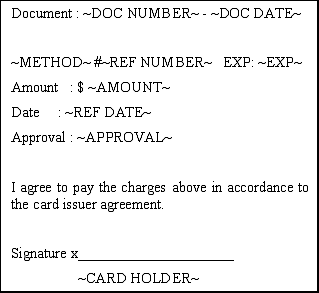 Document : ~DOC NUMBER~ - ~DOC DATE~
~METHOD~ #~REF NUMBER~ EXP: ~EXP~
Amount : $ ~AMOUNT~
Date : ~REF DATE~
Approval : ~APPROVAL~
I agree to pay the charges above in accordance to
the card issuer agreement.
Signature x______________________
~CARD HOLDER~